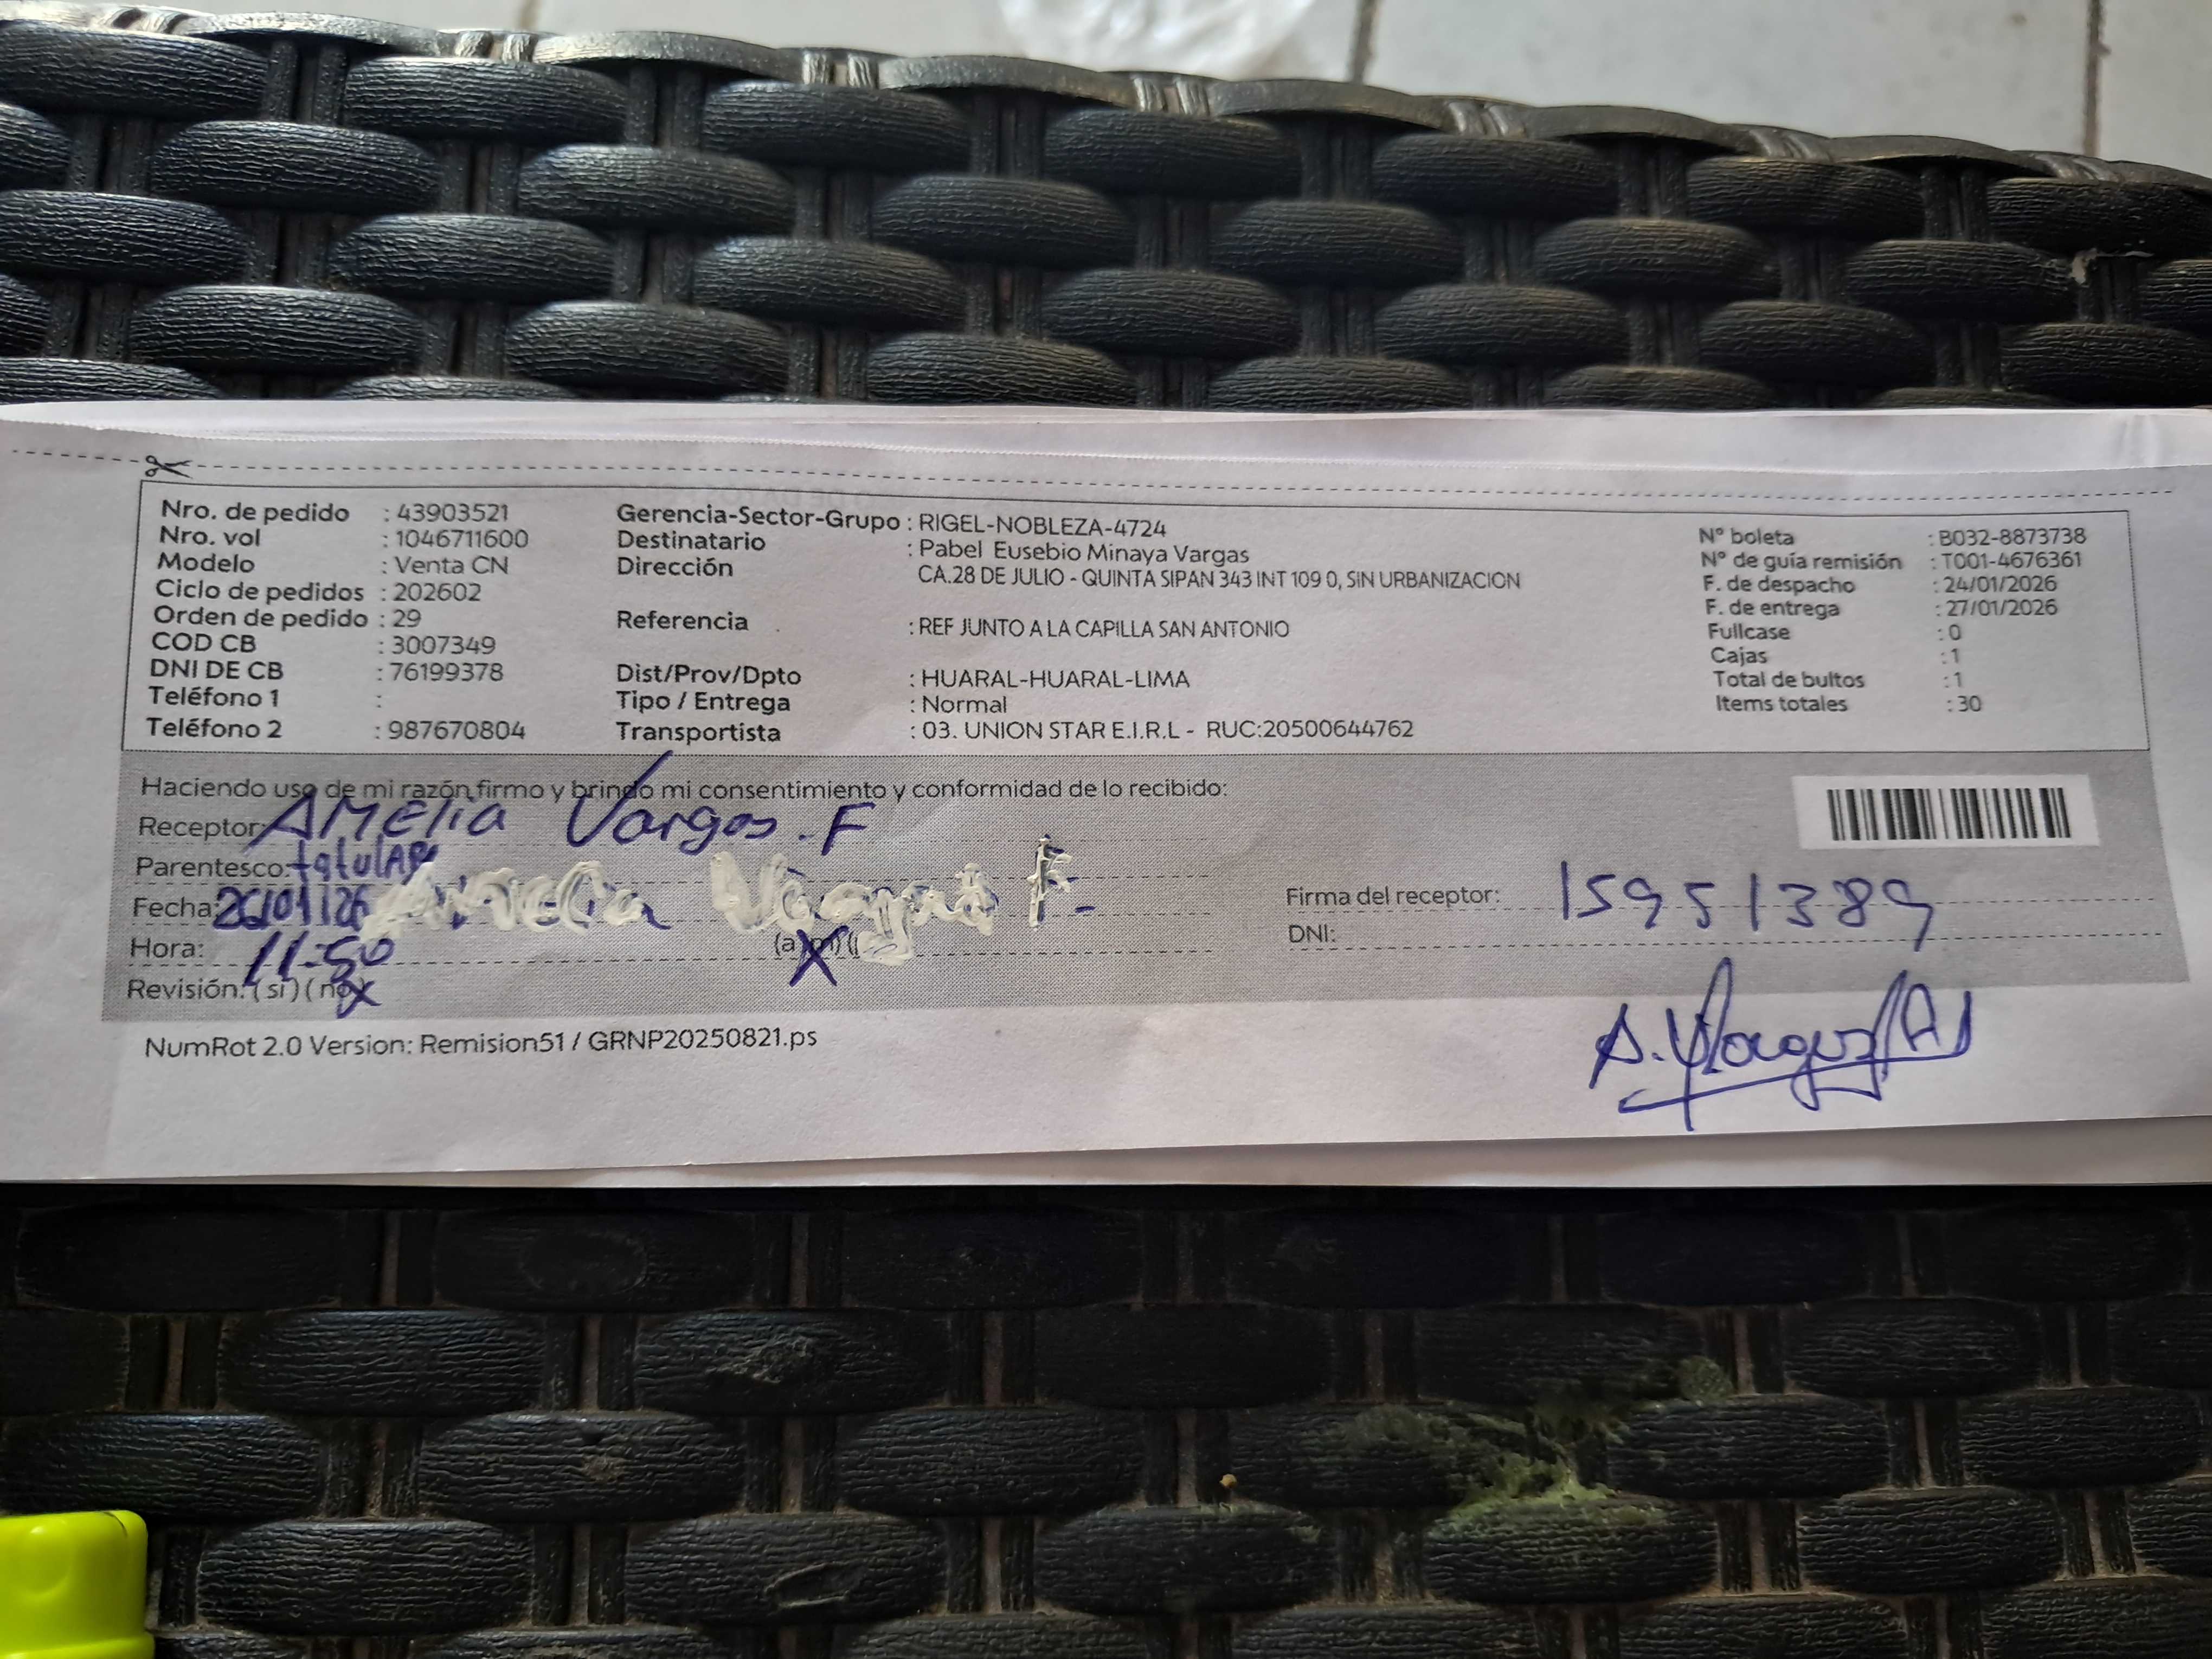 Nro. de pedido : 43903521
Nro. vol : 1046711600
Modelo : Venta CN
Ciclo de pedidos : 202602
Orden de pedido : 29
COD CB : 3007349
DNI DE CB : 76199378
Teléfono 1 :
Teléfono 2 : 987670804
Gerencia-Sector-Grupo : RIGEL-NOBLEZA-4724
Destinatario : Pabel Eusebio Minaya Vargas
Dirección CA.28 DE JULIO - QUINTA SIPAN 343 INT 109 0, SIN URBANIZACION
Referencia : REF JUNTO A LA CAPILLA SAN ANTONIO
Dist/Prov/Dpto : HUARAL-HUARAL-LIMA
Tipo / Entrega : Normal
Transportista : 03. UNION STAR E.I.R.L - RUC:20500644762
N° boleta : B032-8873738
N° de guía remisión : T001-4676361
F. de despacho : 24/01/2026
F. de entrega : 27/01/2026
Fullcase : 0
Cajas : 1
Total de bultos : 1
Items totales : 30
Haciendo uso de mi razón firmo y brindo mi consentimiento y conformidad de lo recibido:
Receptor: AMElia Vargas. F
Parentesco:
Fecha: Amelia Vargas F.
Hora: 11:50 (a
Revisión: (si) (no) X
Firma del receptor: 15951389
DNI:
A. Vargas
NumRot 2.0 Version: Remision51 / GRNP20250821.ps